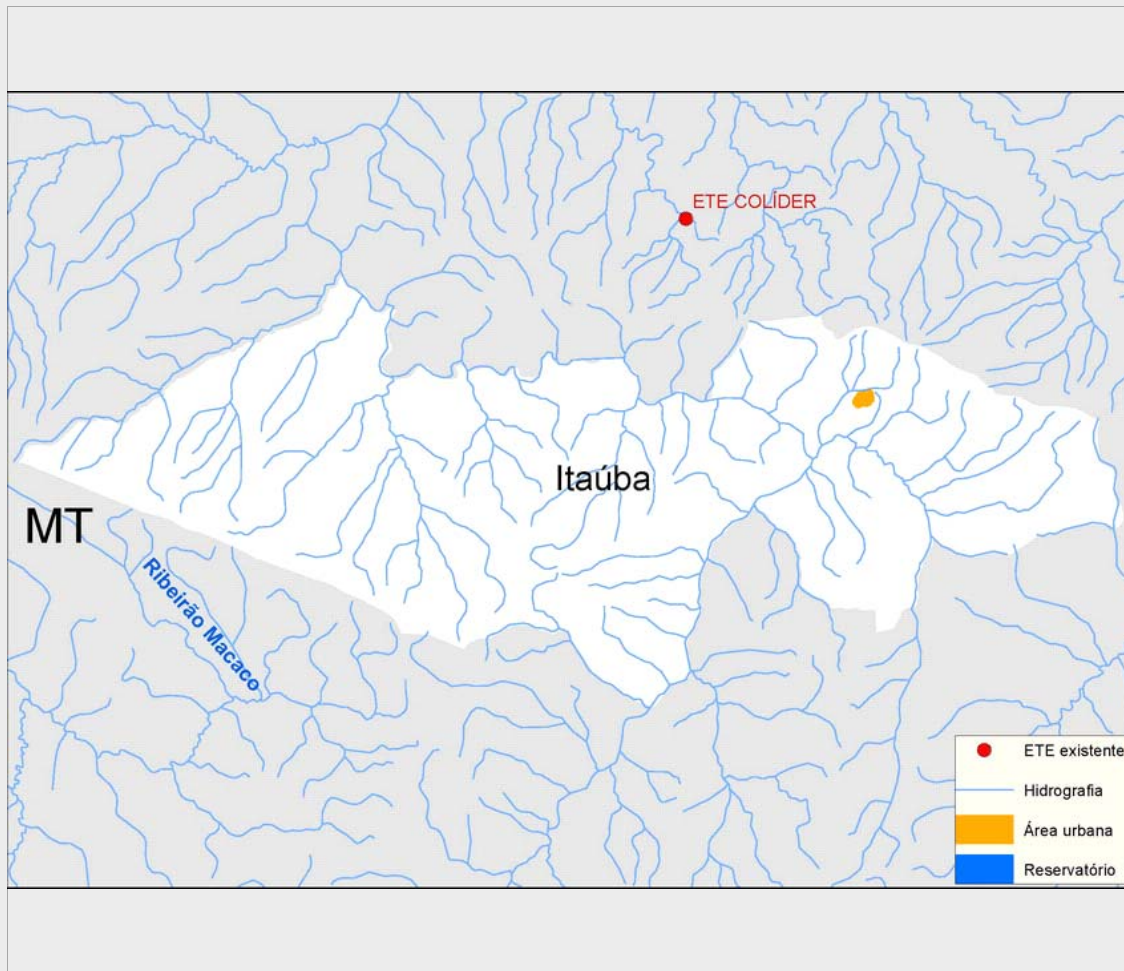 ETE COLÍDER
Itaúba
MT
Ribeirão Macaco
ETE existente
Hidrografia
Área urbana
Reservatório